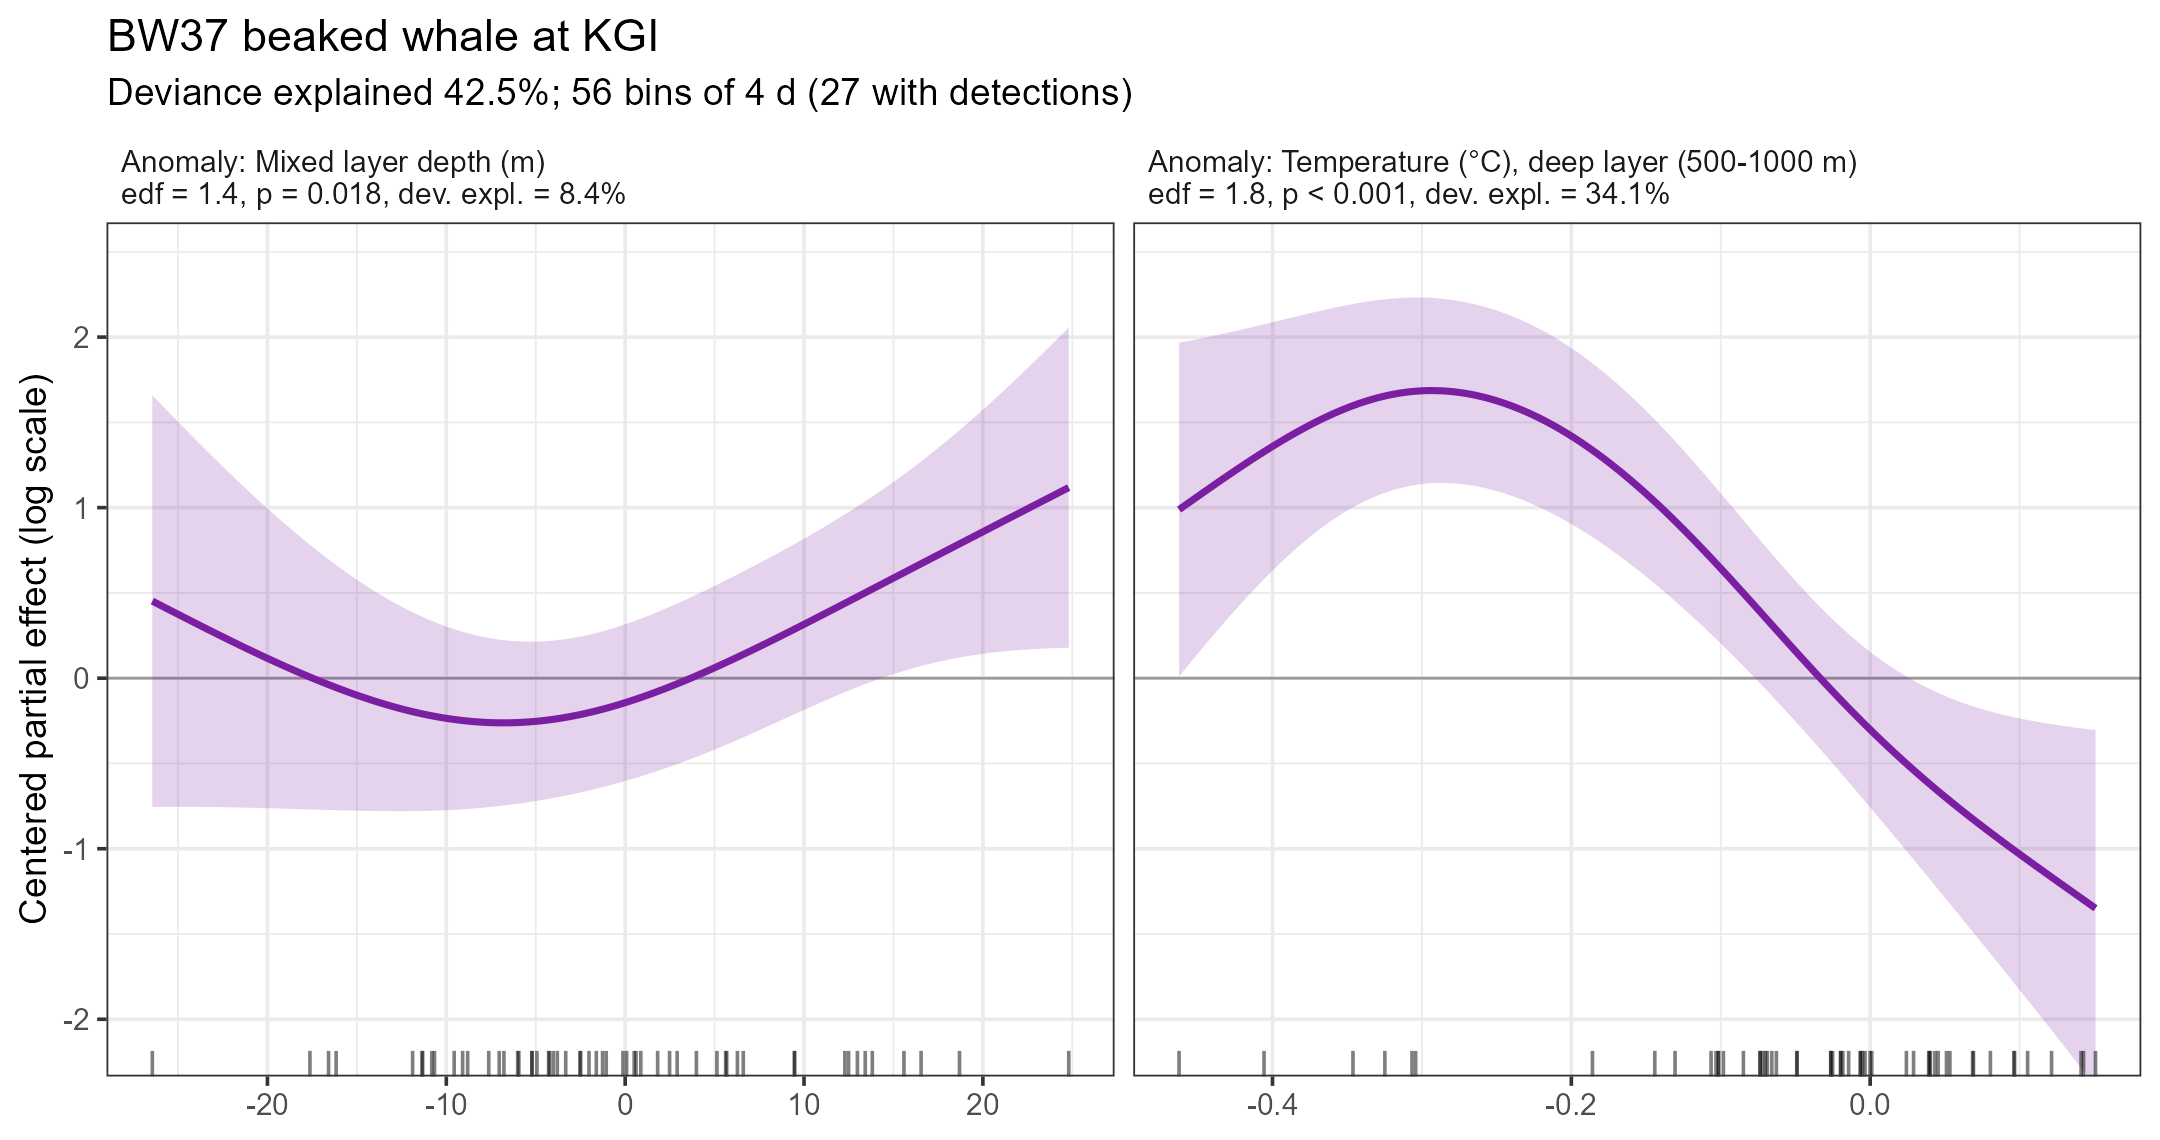 BW37 beaked whale at KGI
Deviance explained 42.5%; 56 bins of 4 d (27 with detections)
Anomaly: Mixed layer depth (m)
edf = 1.4, p = 0.018, dev. expl. = 8.4%
Anomaly: Temperature (°C), deep layer (500-1000 m)
edf = 1.8, p < 0.001, dev. expl. = 34.1%
Centered partial effect (log scale)
2
1
0
-1
-2
-20 -10 0 10 20
-0.4 -0.2 0.0